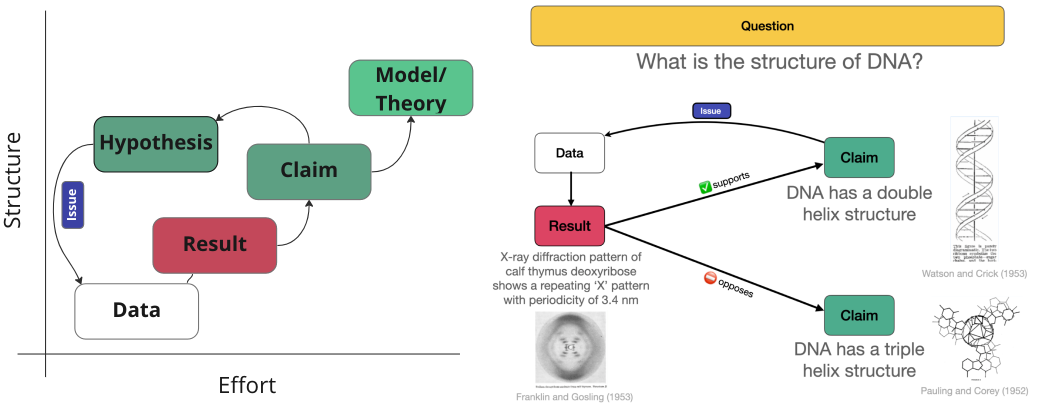 Structure
Effort
Model/
Theory
Hypothesis
Claim
Issue
Result
Data
Question
What is the structure of DNA?
Issue
Data
Claim
DNA has a double
helix structure
supports
Result
X-ray diffraction pattern of
calf thymus deoxyribose
shows a repeating ‘X’ pattern
with periodicity of 3.4 nm
opposes
Claim
DNA has a triple
helix structure
Watson and Crick (1953)
Franklin and Gosling (1953)
Pauling and Corey (1952)